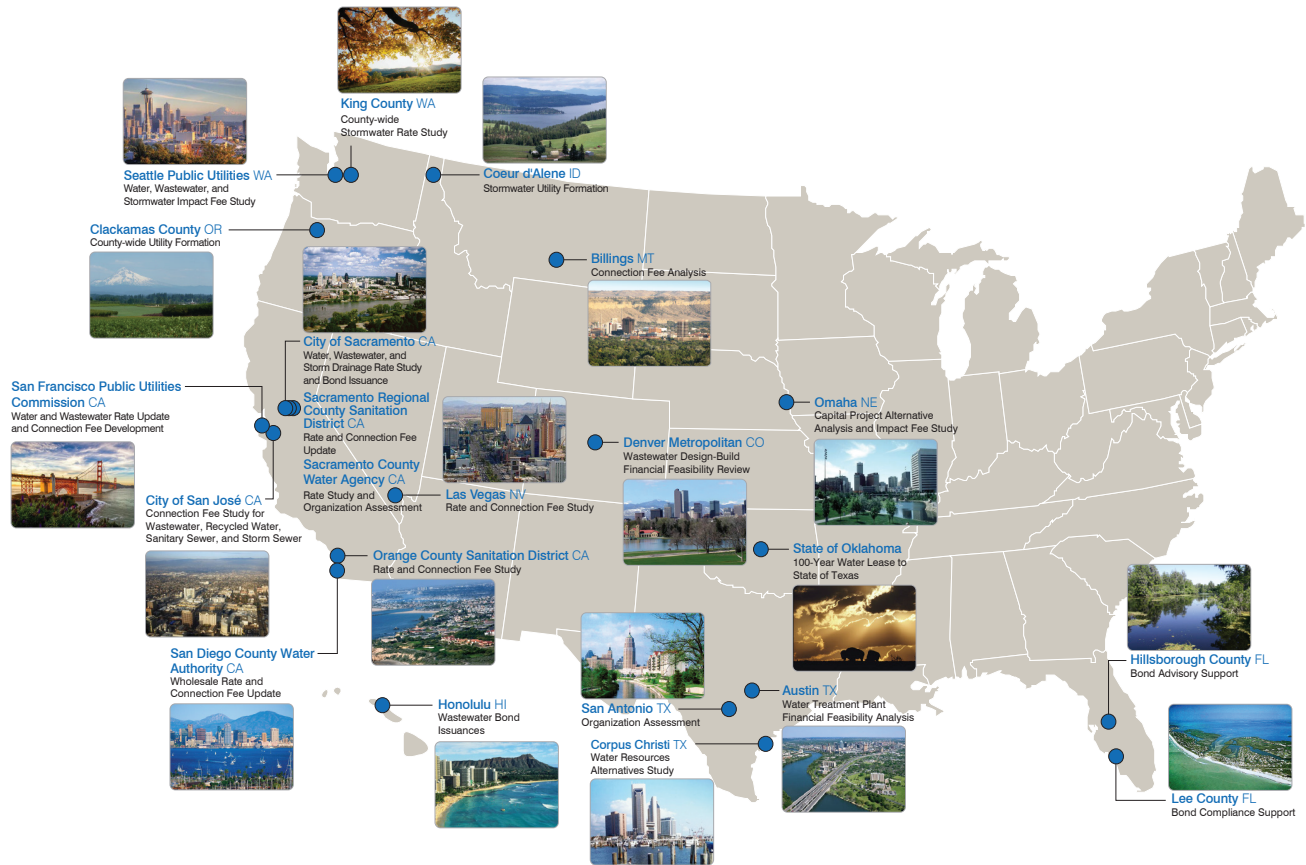 King County WA
County-wide
Stormwater Rate Study
Seattle Public Utilities WA
Water, Wastewater, and
Stormwater Impact Fee Study
Coeur d'Alene ID
Stormwater Utility Formation
Clackamas County OR
County-wide Utility Formation
Billings MT
Connection Fee Analysis
City of Sacramento CA
Water, Wastewater, and
Storm Drainage Rate Study
and Bond Issuance
San Francisco Public Utilities
Commission CA
Water and Wastewater Rate Update
and Connection Fee Development
Sacramento Regional
County Sanitation
District CA
Rate and Connection Fee
Update
Sacramento County
Water Agency CA
Rate Study and
Organization Assessment
Omaha NE
Capital Project Alternative
Analysis and Impact Fee Study
Denver Metropolitan CO
Wastewater Design-Build
Financial Feasibility Review
City of San José CA
Connection Fee Study for
Wastewater, Recycled Water,
Sanitary Sewer, and Storm Sewer
Las Vegas NV
Rate and Connection Fee Study
Orange County Sanitation District CA
Rate and Connection Fee Study
State of Oklahoma
100-Year Water Lease to
State of Texas
San Diego County Water
Authority CA
Wholesale Rate and
Connection Fee Update
Hillsborough County FL
Bond Advisory Support
Honolulu HI
Wastewater Bond
Issuances
San Antonio TX
Organization Assessment
Austin TX
Water Treatment Plant
Financial Feasibility Analysis
Corpus Christi TX
Water Resources
Alternatives Study
Lee County FL
Bond Compliance Support